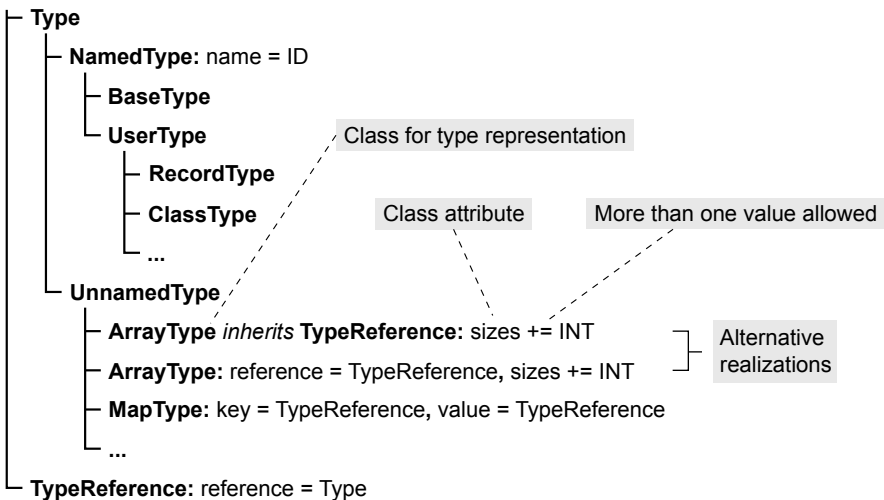 Type
NamedType: name = ID
BaseType
UserType
Class for type representation
RecordType
ClassType
Class attribute
More than one value allowed
...
UnnamedType
ArrayType inherits TypeReference: sizes += INT
ArrayType: reference = TypeReference, sizes += INT
Alternative
realizations
MapType: key = TypeReference, value = TypeReference
...
TypeReference: reference = Type